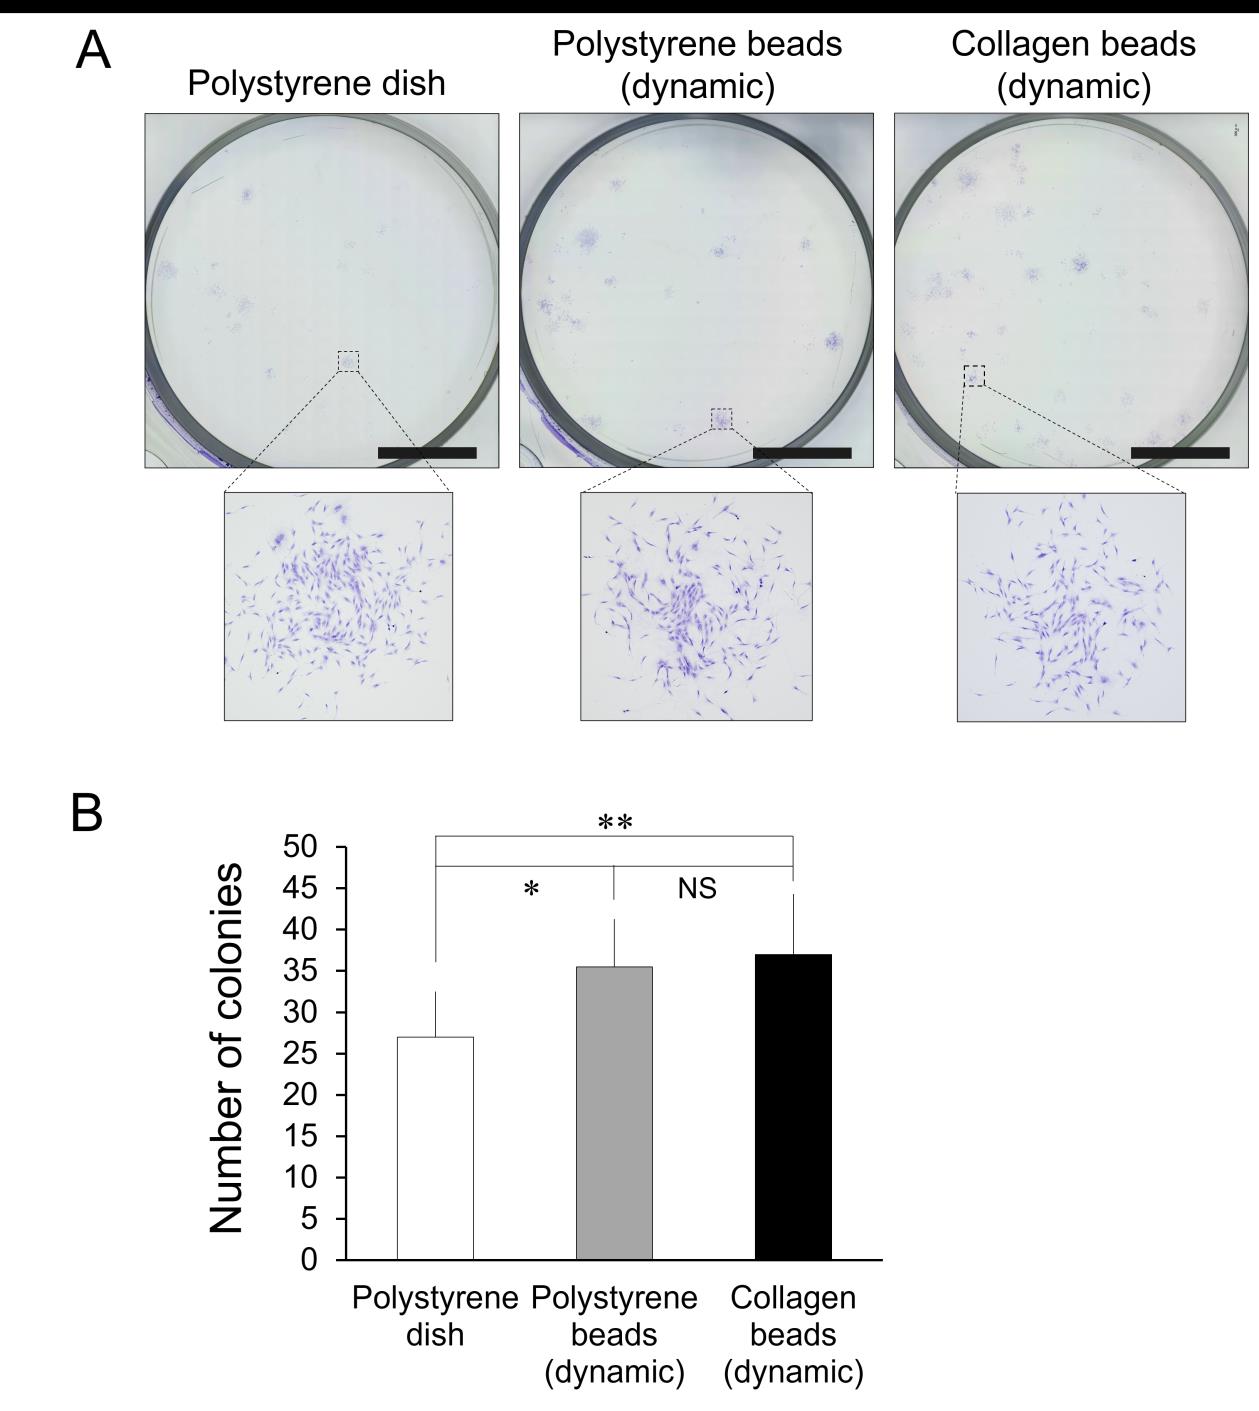 A
Polystyrene dish
Polystyrene beads
(dynamic)
Collagen beads
(dynamic)
B
**
*
NS
Number of colonies
50
45
40
35
30
25
20
15
10
5
0
Polystyrene
dish
Polystyrene
beads
(dynamic)
Collagen
beads
(dynamic)